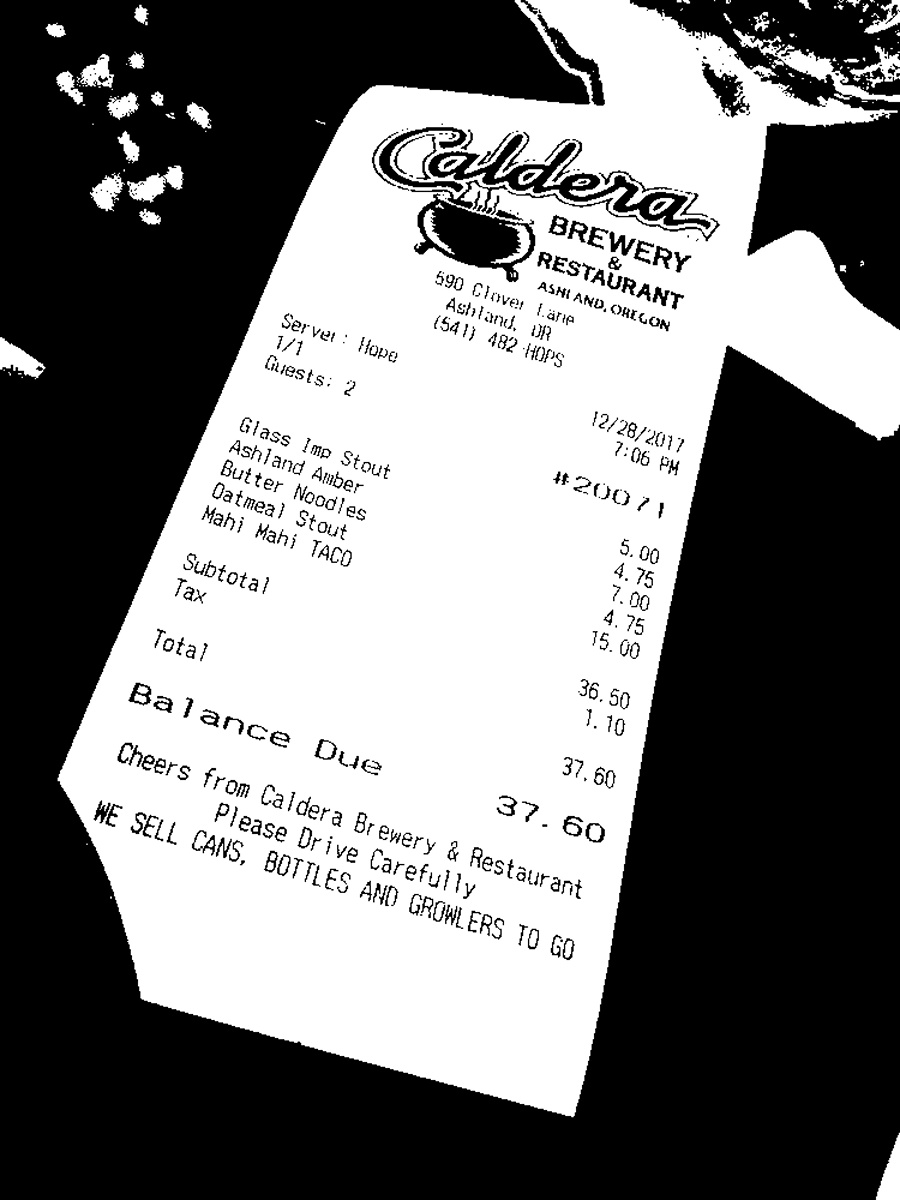 Caldera
BREWERY
&
RESTAURANT
ASHLAND, OREGON
590 Clover Lane
Ashland, OR
(541) 482-HOPS
Server: Hope
12/28/2017
1/1
7:06 PM
Guests: 2
#20071
Glass Imp Stout 5.00
Ashland Amber 4.75
Butter Noodles 7.00
Oatmeal Stout 4.75
Mahi Mahi TACO 15.00
Subtotal 36.50
Tax 1.10
Total 37.60
Balance Due 37.60
Cheers from Caldera Brewery & Restaurant
Please Drive Carefully
WE SELL CANS, BOTTLES AND GROWLERS TO GO